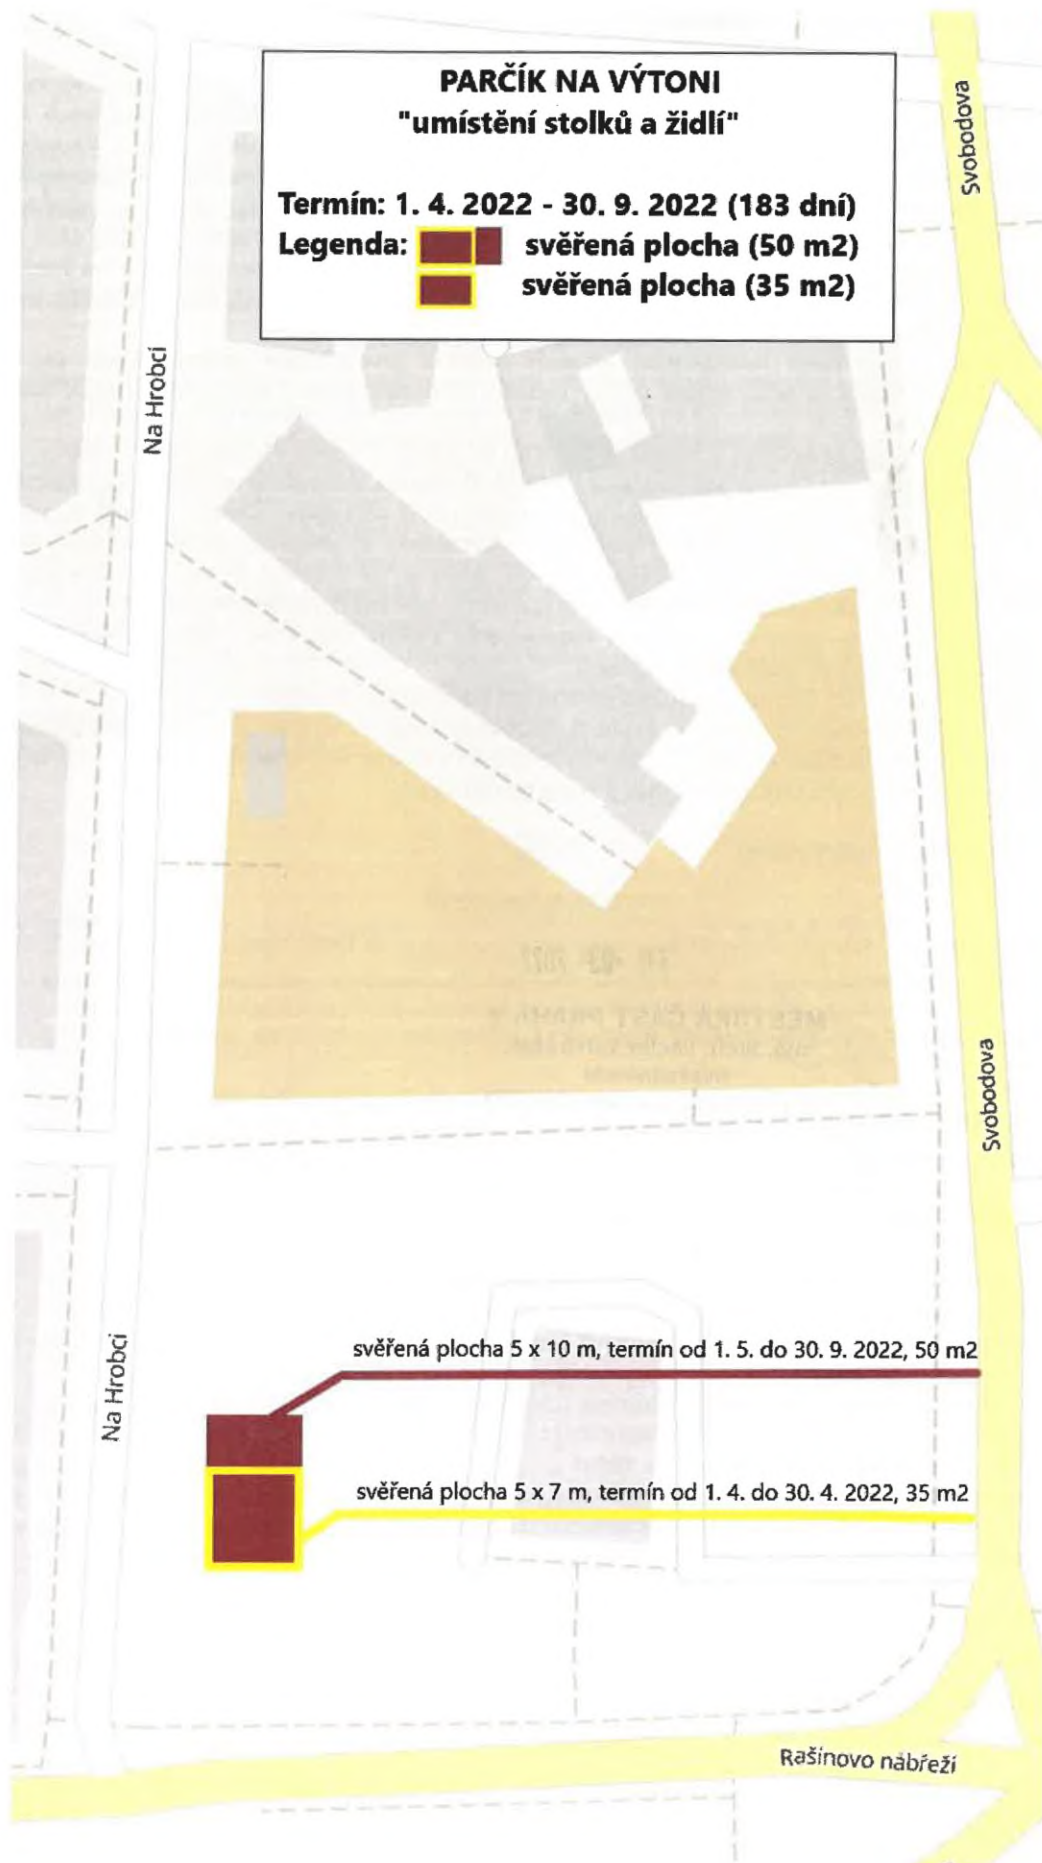 PARČÍK NA VÝTONI
"umístění stolků a židlí"
Termín: 1. 4. 2022 - 30. 9. 2022 (183 dní)
Legenda: svěřená plocha (50 m2)
svěřená plocha (35 m2)
Svobodova
Na Hrobci
Svobodova
Na Hrobci
svěřená plocha 5 x 10 m, termín od 1. 5. do 30. 9. 2022, 50 m2
svěřená plocha 5 x 7 m, termín od 1. 4. do 30. 4. 2022, 35 m2
Rašínovo nábřeží